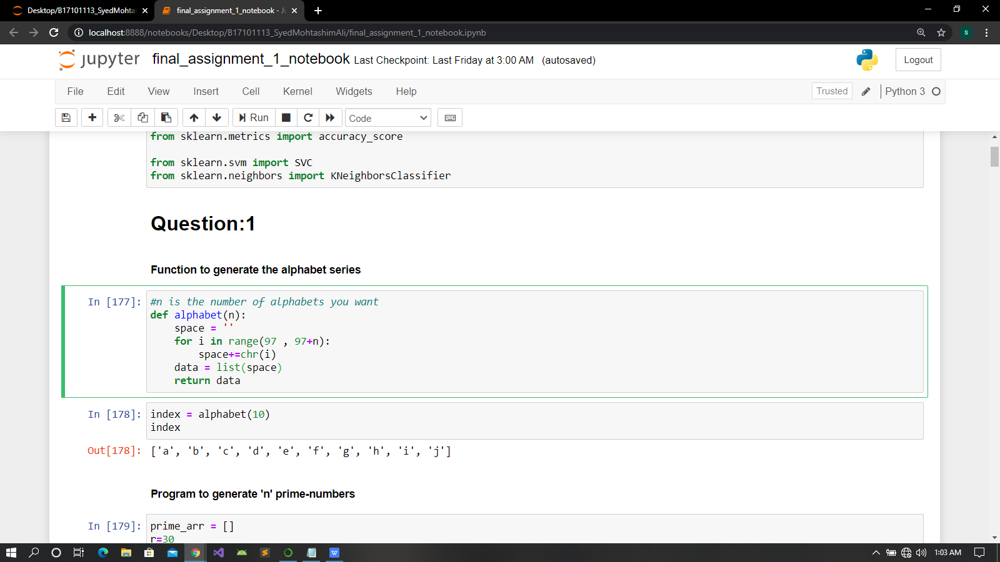 Desktop/B17101113_SyedMohta
final_assignment_1_notebook - Ju
localhost:8888/notebooks/Desktop/B17101113_SyedMohtashimAli/final_assignment_1_notebook.ipynb
s
jupyter final_assignment_1_notebook Last Checkpoint: Last Friday at 3:00 AM (autosaved)
Logout
File Edit View Insert Cell Kernel Widgets Help
Trusted
Python 3
Run
Code
from sklearn.metrics import accuracy_score
from sklearn.svm import SVC
from sklearn.neighbors import KNeighborsClassifier
Question:1
Function to generate the alphabet series
In [177]:
#n is the number of alphabets you want
def alphabet(n):
    space = ''
    for i in range(97 , 97+n):
        space+=chr(i)
    data = list(space)
    return data
In [178]:
index = alphabet(10)
index
Out[178]: ['a', 'b', 'c', 'd', 'e', 'f', 'g', 'h', 'i', 'j']
Program to generate 'n' prime-numbers
In [179]:
prime_arr = []
r=30
1:03 AM